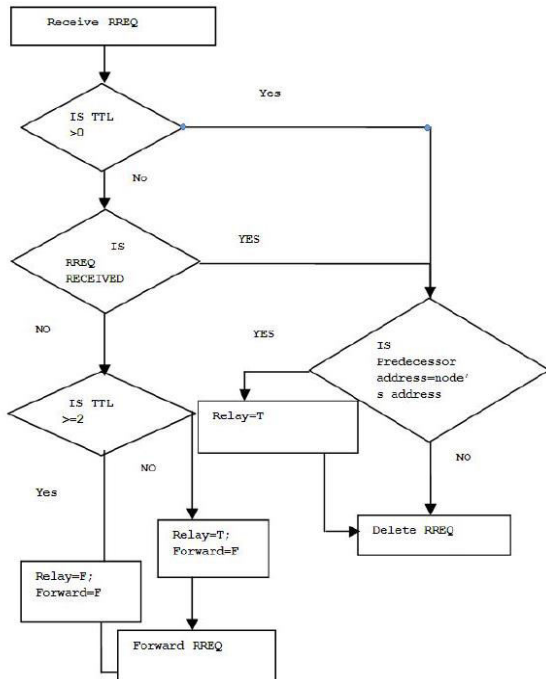 Receive RREQ
Yes
IS TTL
>0
No
IS
RREQ
RECEIVED
YES
NO
YES
IS
Predecessor
address=node'
s address
IS TTL
>=2
Relay=T
NO
Yes
NO
Relay=T;
Forward=F
Delete RREQ
Relay=F;
Forward=F
Forward RREQ